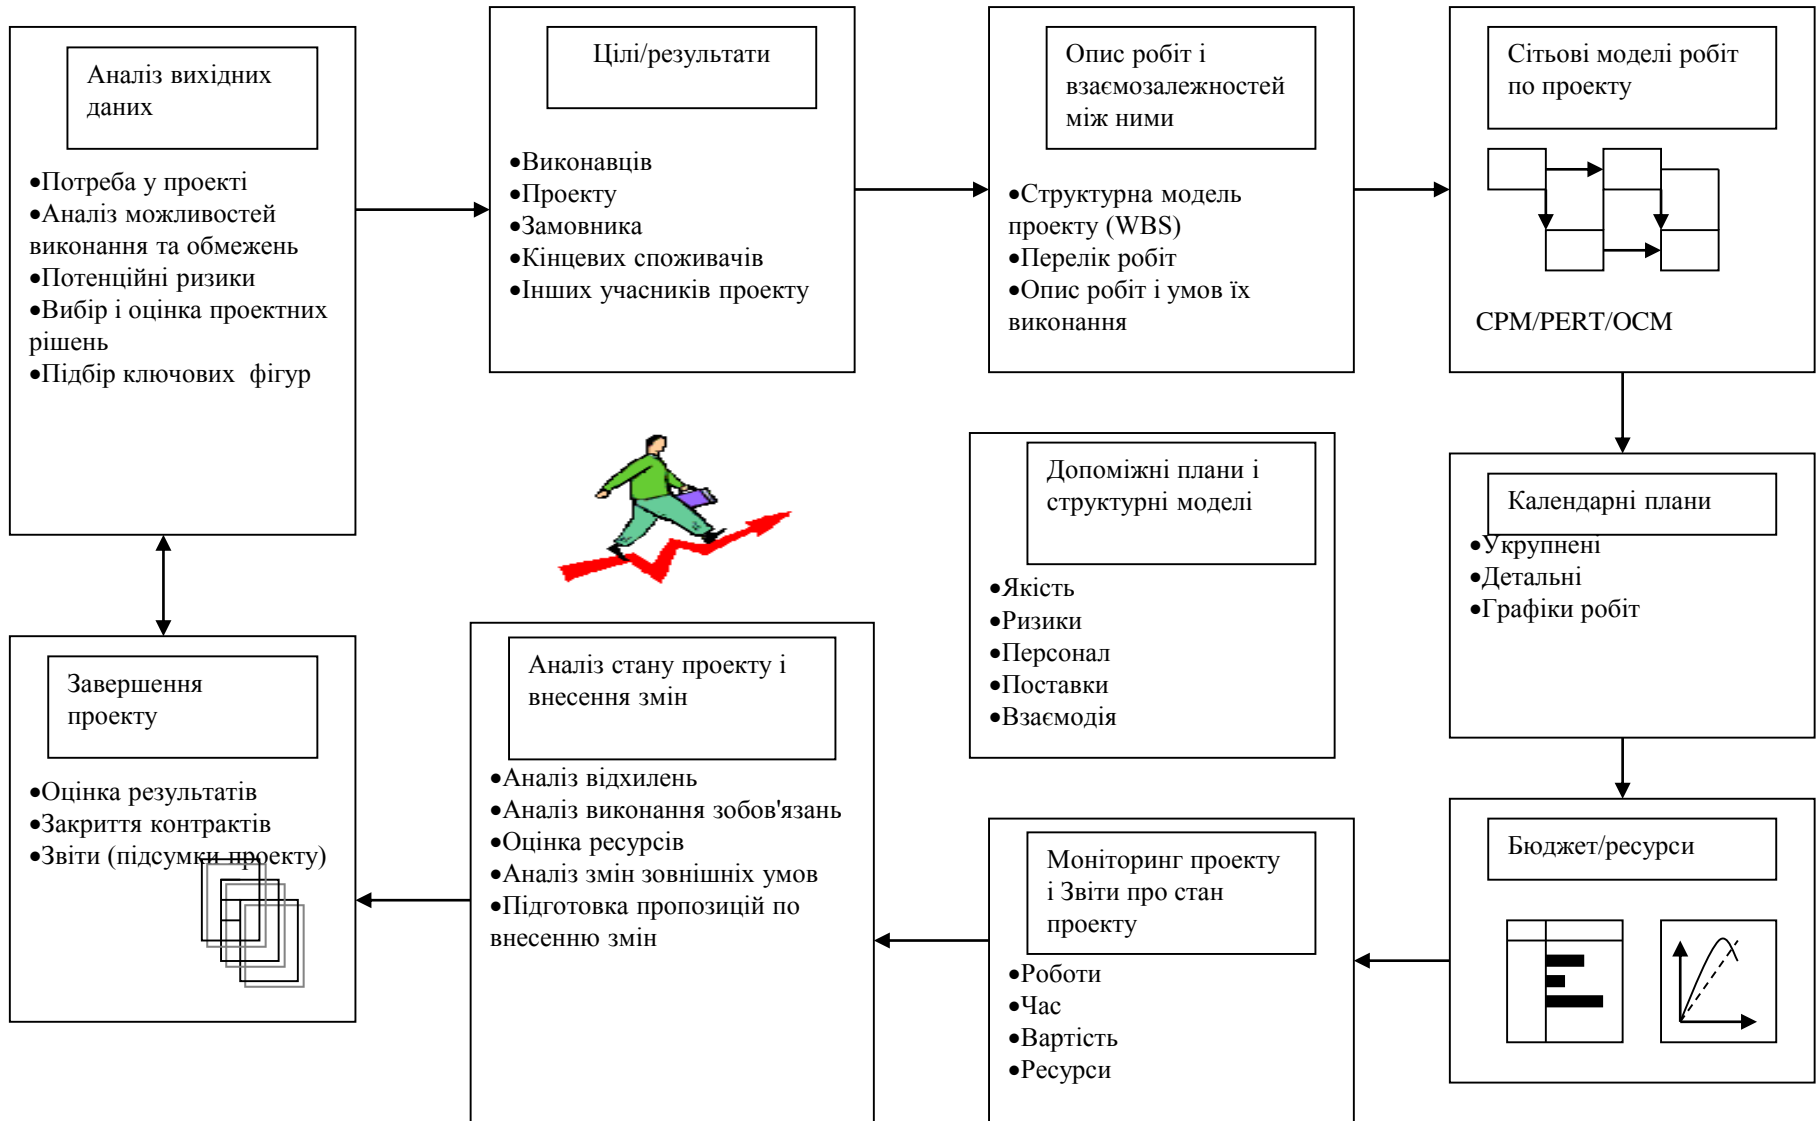 Аналіз вихідних
даних
•Потреба у проекті
•Аналіз можливостей
виконання та обмежень
•Потенційні ризики
•Вибір і оцінка проектних
рішень
•Підбір ключових фігур
Цілі/результати
•Виконавців
•Проекту
•Замовника
•Кінцевих споживачів
•Інших учасників проекту
Опис робіт і
взаємозалежностей
між ними
•Структурна модель
проекту (WBS)
•Перелік робіт
•Опис робіт і умов їх
виконання
Сітьові моделі робіт
по проекту
CPM/PERT/OCM
Допоміжні плани і
структурні моделі
•Якість
•Ризики
•Персонал
•Поставки
•Взаємодія
Календарні плани
•Укрупнені
•Детальні
•Графіки робіт
Завершення
проекту
•Оцінка результатів
•Закриття контрактів
•Звіти (підсумки проекту)
Аналіз стану проекту і
внесення змін
•Аналіз відхилень
•Аналіз виконання зобов'язань
•Оцінка ресурсів
•Аналіз змін зовнішніх умов
•Підготовка пропозицій по
внесенню змін
Моніторинг проекту
і Звіти про стан
проекту
•Роботи
•Час
•Вартість
•Ресурси
Бюджет/ресурси